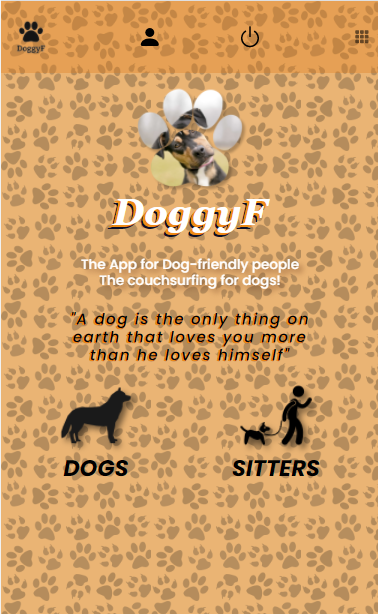 DoggyF
DoggyF
The App for Dog-friendly people
The couchsurfing for dogs!
"A dog is the only thing on
earth that loves you more
than he loves himself"
DOGS
SITTERS